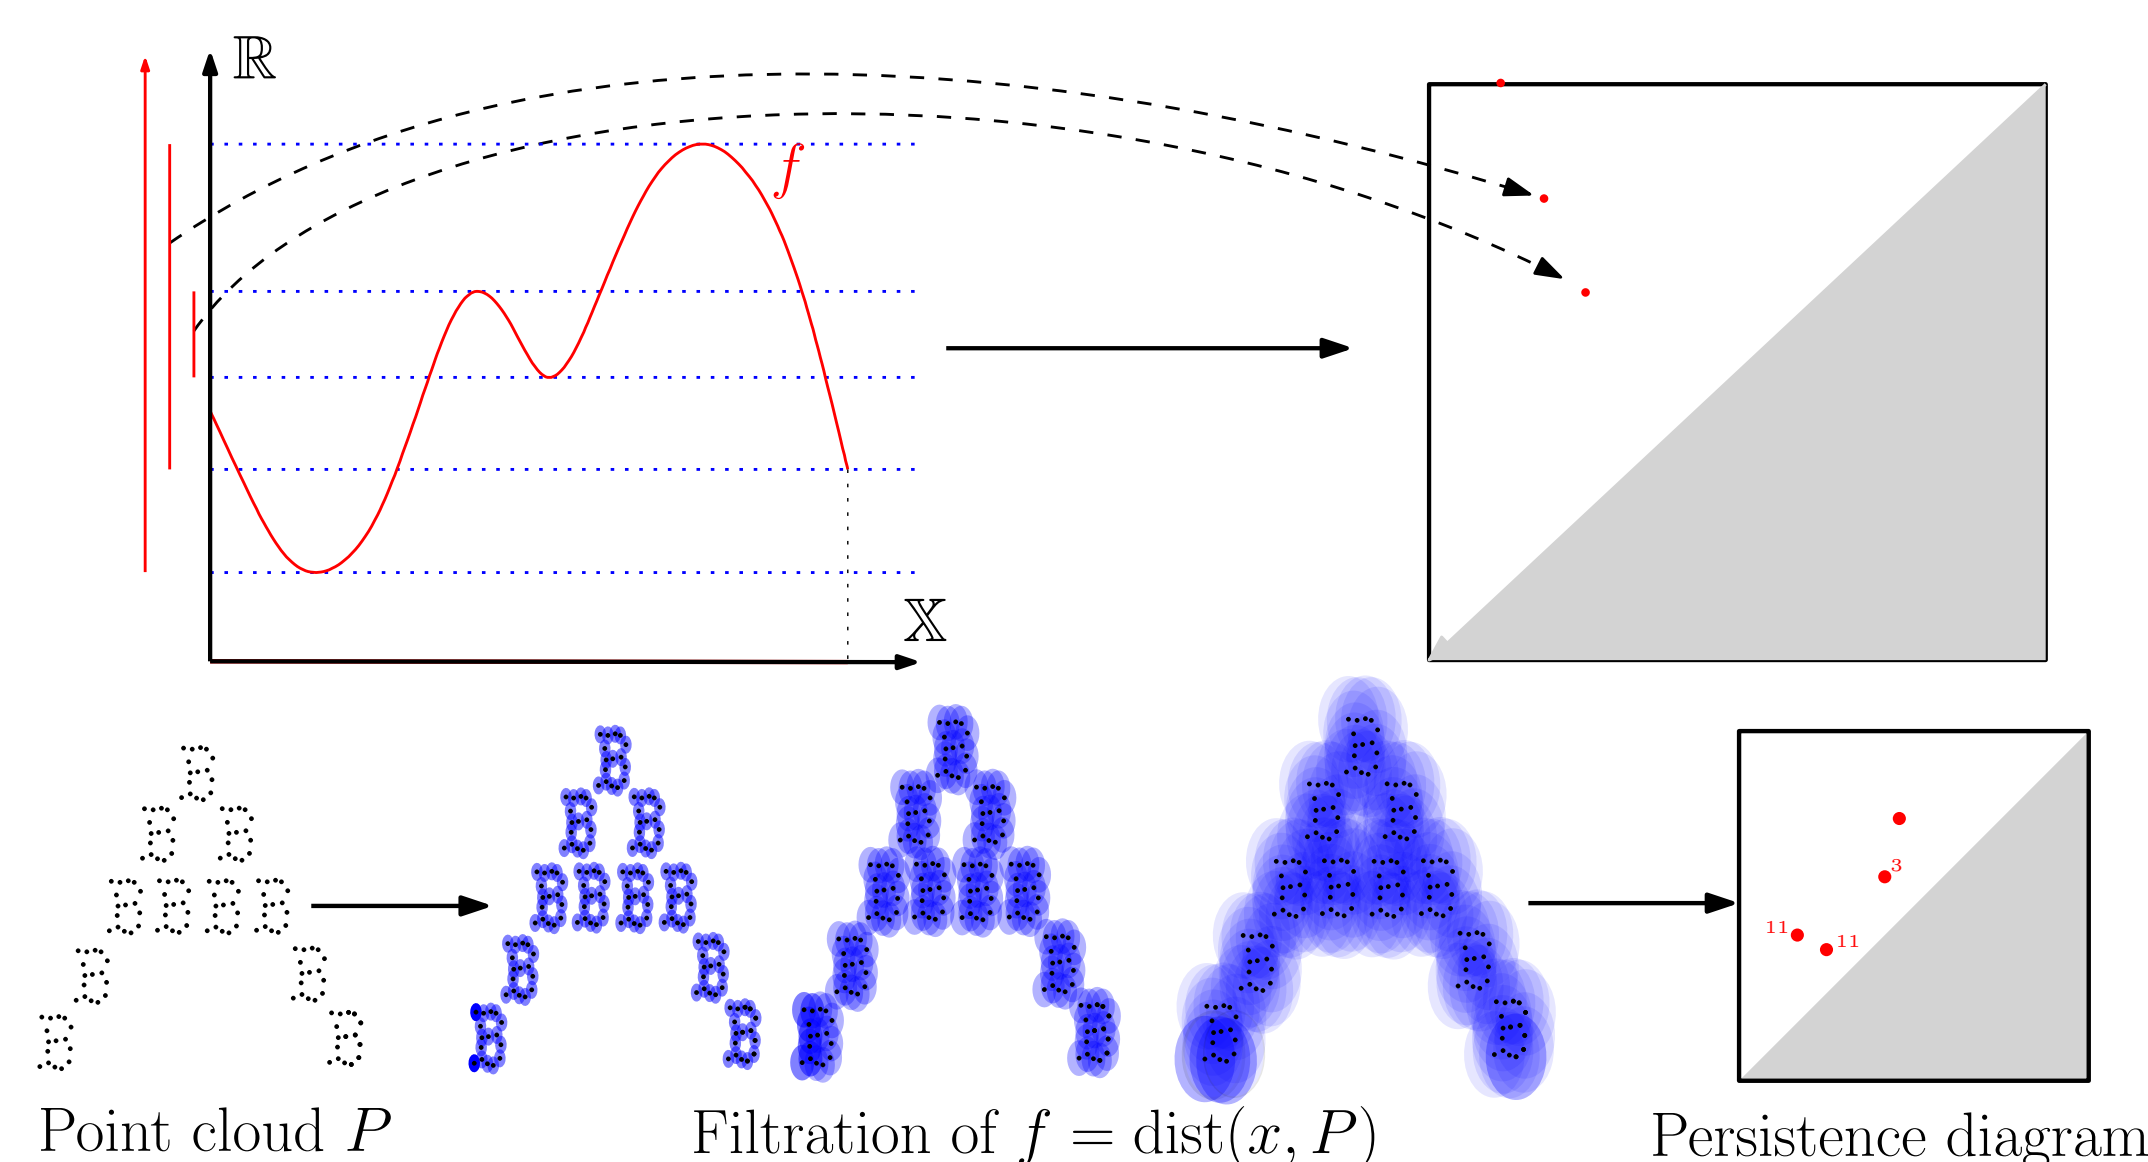 ℝ
f
𝕏
3
11
11
Point cloud P
Filtration of f = dist(x, P)
Persistence diagram